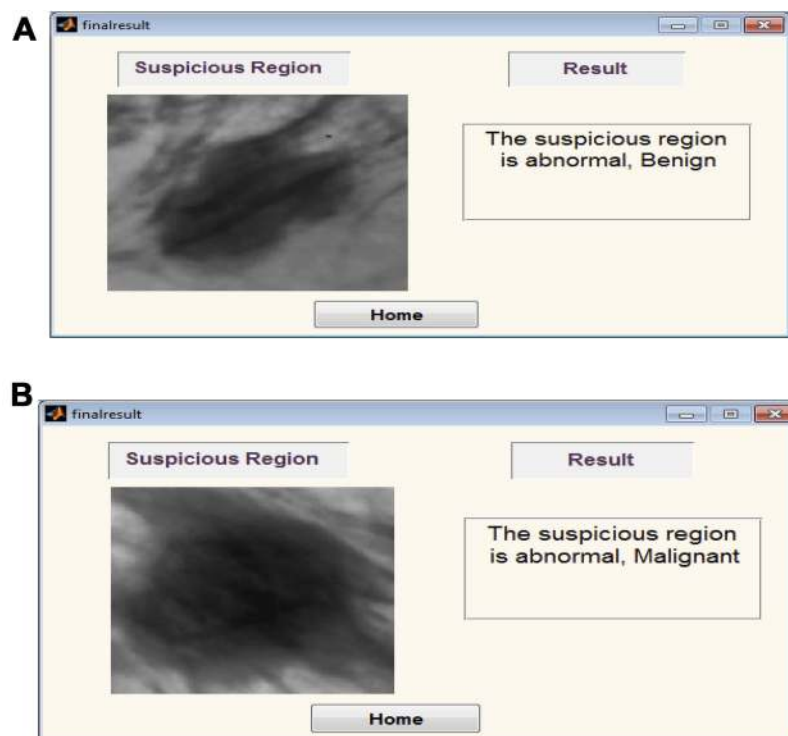 A
finalresult
Suspicious Region
Result
The suspicious region
is abnormal, Benign
Home
B
finalresult
Suspicious Region
Result
The suspicious region
is abnormal, Malignant
Home